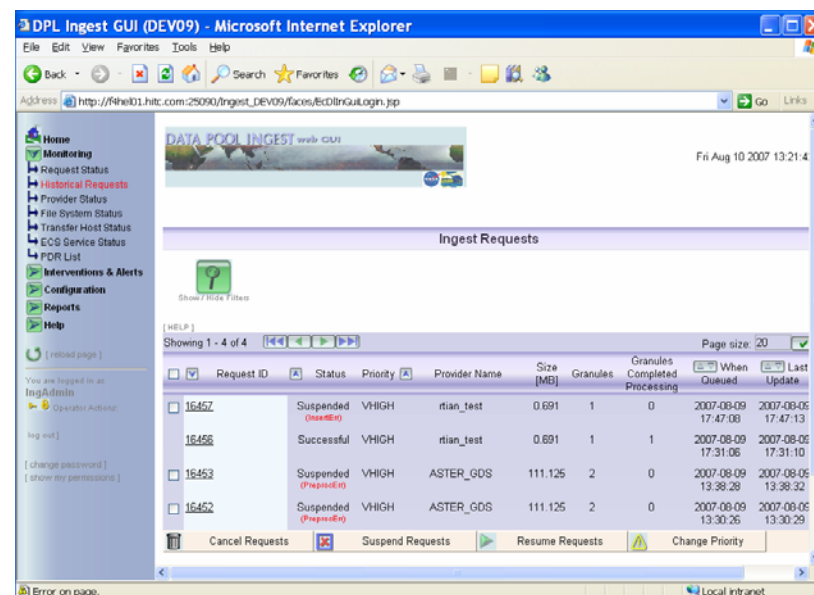 DPL Ingest GUI (DEV09) - Microsoft Internet Explorer
File Edit View Favorites Tools Help
Back Search Favorites
Address http://f4hel01.hitc.com:25090/Ingest_DEV09/faces/EcDlInGuiLogin.jsp Go Links
Home
Monitoring
Request Status
Historical Requests
Provider Status
File System Status
Transfer Host Status
ECS Service Status
PDR List
Interventions & Alerts
Configuration
Reports
Help
[ reload page ]
You are logged in as
IngAdmin
Operator Actions
log out ]
[ change password ]
[ show my permissions ]
DATA POOL INGEST web GUI
Fri Aug 10 2007 13:21:4
Ingest Requests
Show / Hide Filters
[ HELP ]
Showing 1 - 4 of 4 Page size: 20
Request ID Status Priority Provider Name Size [MB] Granules Granules Completed Processing When Queued Last Update
16457 Suspended (InsertErr) VHIGH rtian_test 0.691 1 0 2007-08-09 17:47:08 2007-08-09 17:47:13
16456 Successful VHIGH rtian_test 0.691 1 1 2007-08-09 17:31:06 2007-08-09 17:31:10
16453 Suspended (PreprocErr) VHIGH ASTER_GDS 111.125 2 0 2007-08-09 13:38:28 2007-08-09 13:38:32
16452 Suspended (PreprocErr) VHIGH ASTER_GDS 111.125 2 0 2007-08-09 13:30:26 2007-08-09 13:30:29
Cancel Requests Suspend Requests Resume Requests Change Priority
Error on page. Local intranet